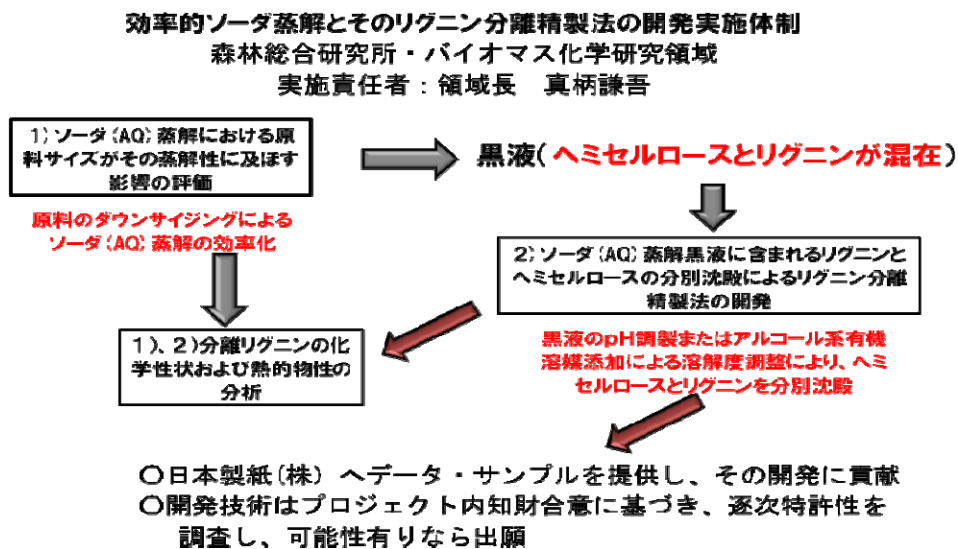 効率的ソーダ蒸解とそのリグニン分離精製法の開発実施体制
森林総合研究所・バイオマス化学研究領域
実施責任者：領域長　真柄謙吾
1）ソーダ（AQ）蒸解における原
料サイズがその蒸解性に及ぼす
影響の評価
黒液（ヘミセルロースとリグニンが混在）
原料のダウンサイジングによる
ソーダ（AQ）蒸解の効率化
2）ソーダ（AQ）蒸解黒液に含まれるリグニンと
ヘミセルロースの分別沈殿によるリグニン分離
精製法の開発
1）、2）分離リグニンの化
学性状および熱的物性の
分析
黒液のpH調製またはアルコール系有機
溶媒添加による溶解度調整により、ヘミ
セルロースとリグニンを分別沈殿
○日本製紙(株) へデータ・サンプルを提供し、その開発に貢献
○開発技術はプロジェクト内知財合意に基づき、逐次特許性を
調査し、可能性有りなら出願